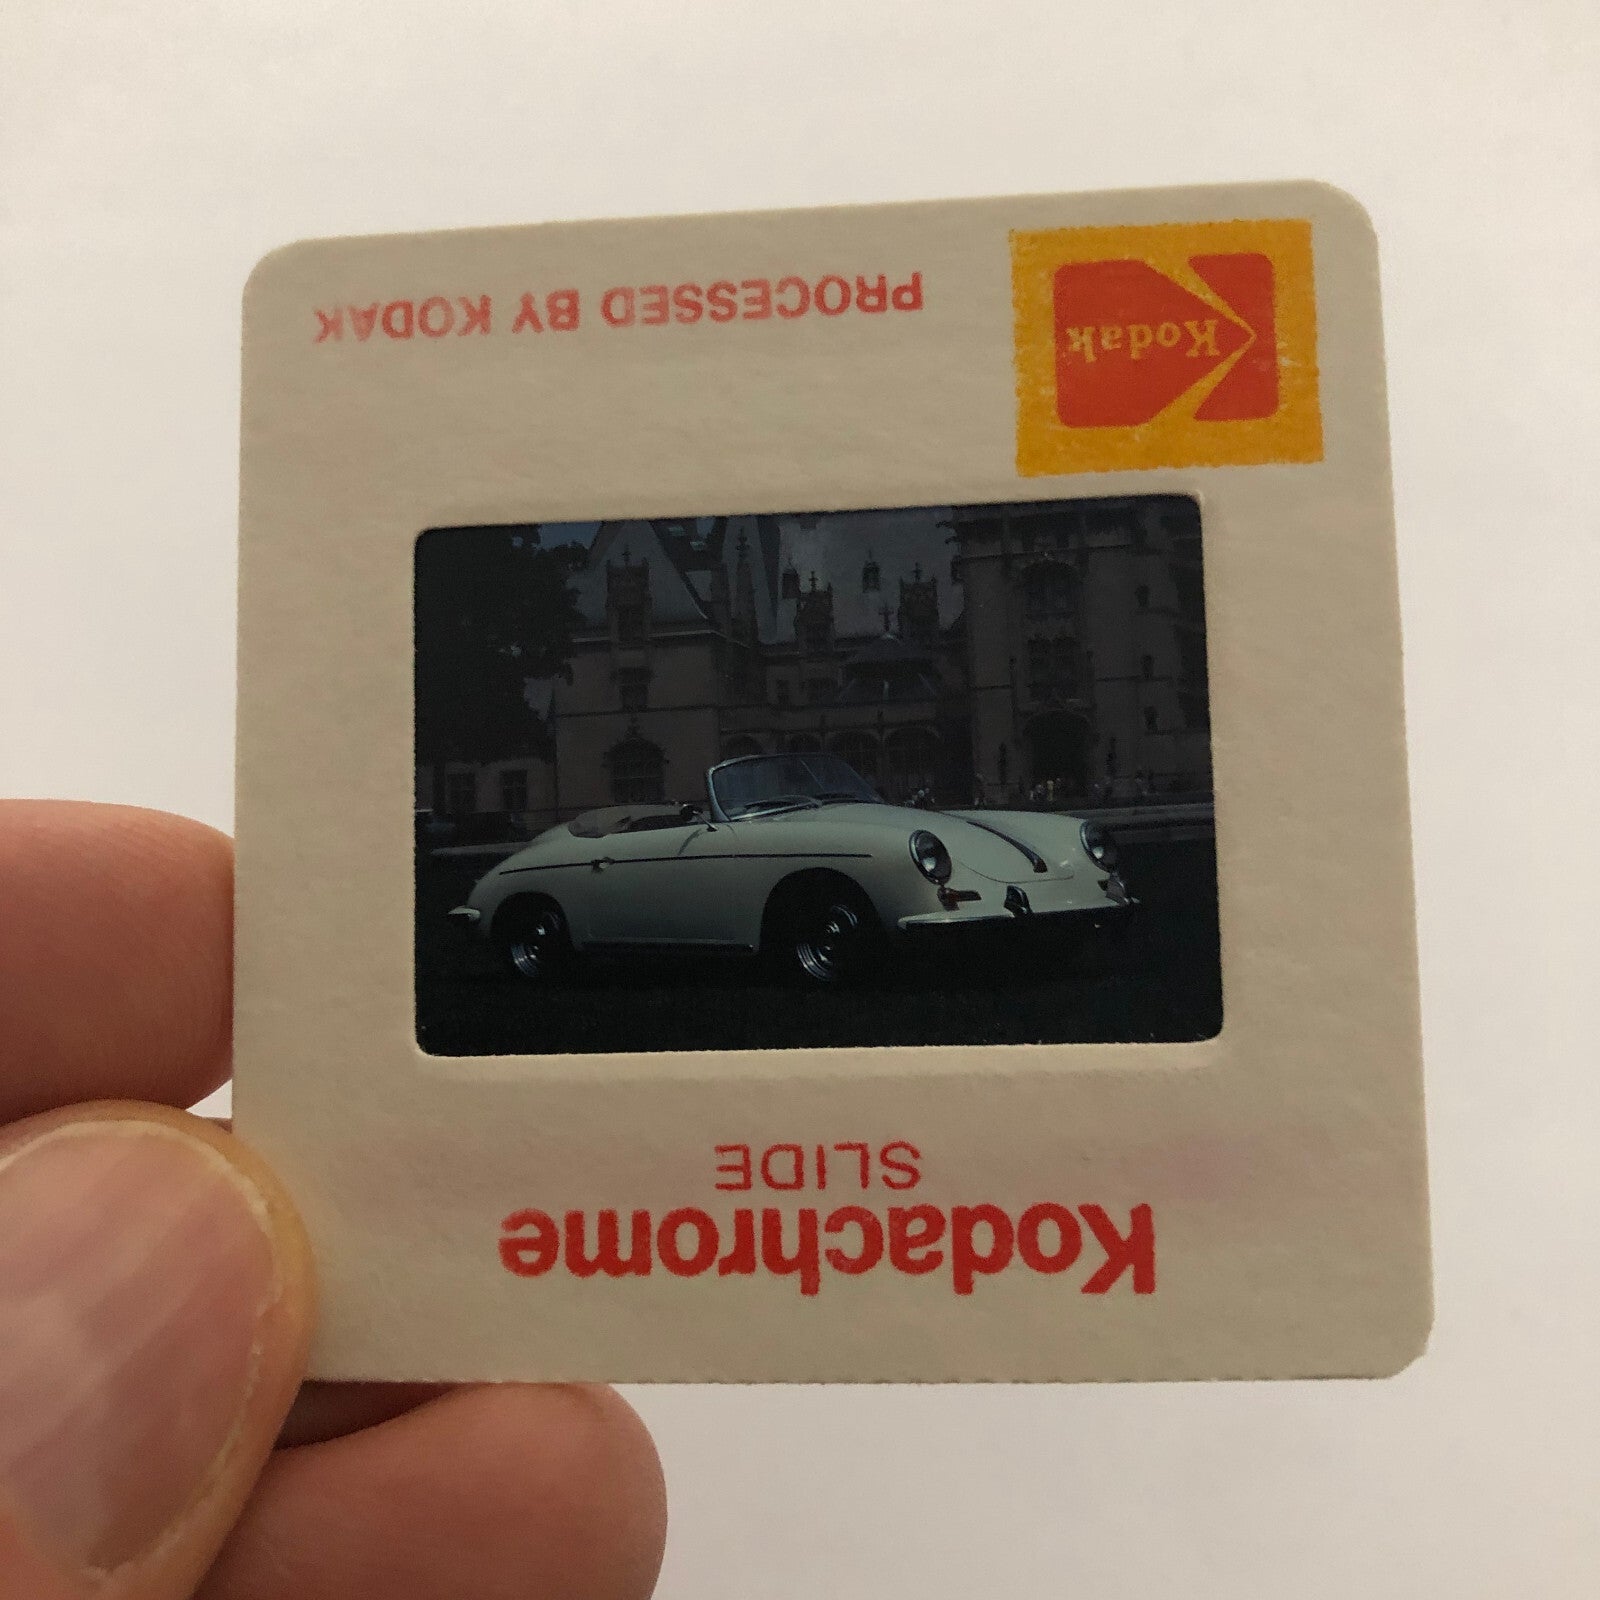 Kodachrome
SLIDE
Kodak
PROCESSED BY KODAK